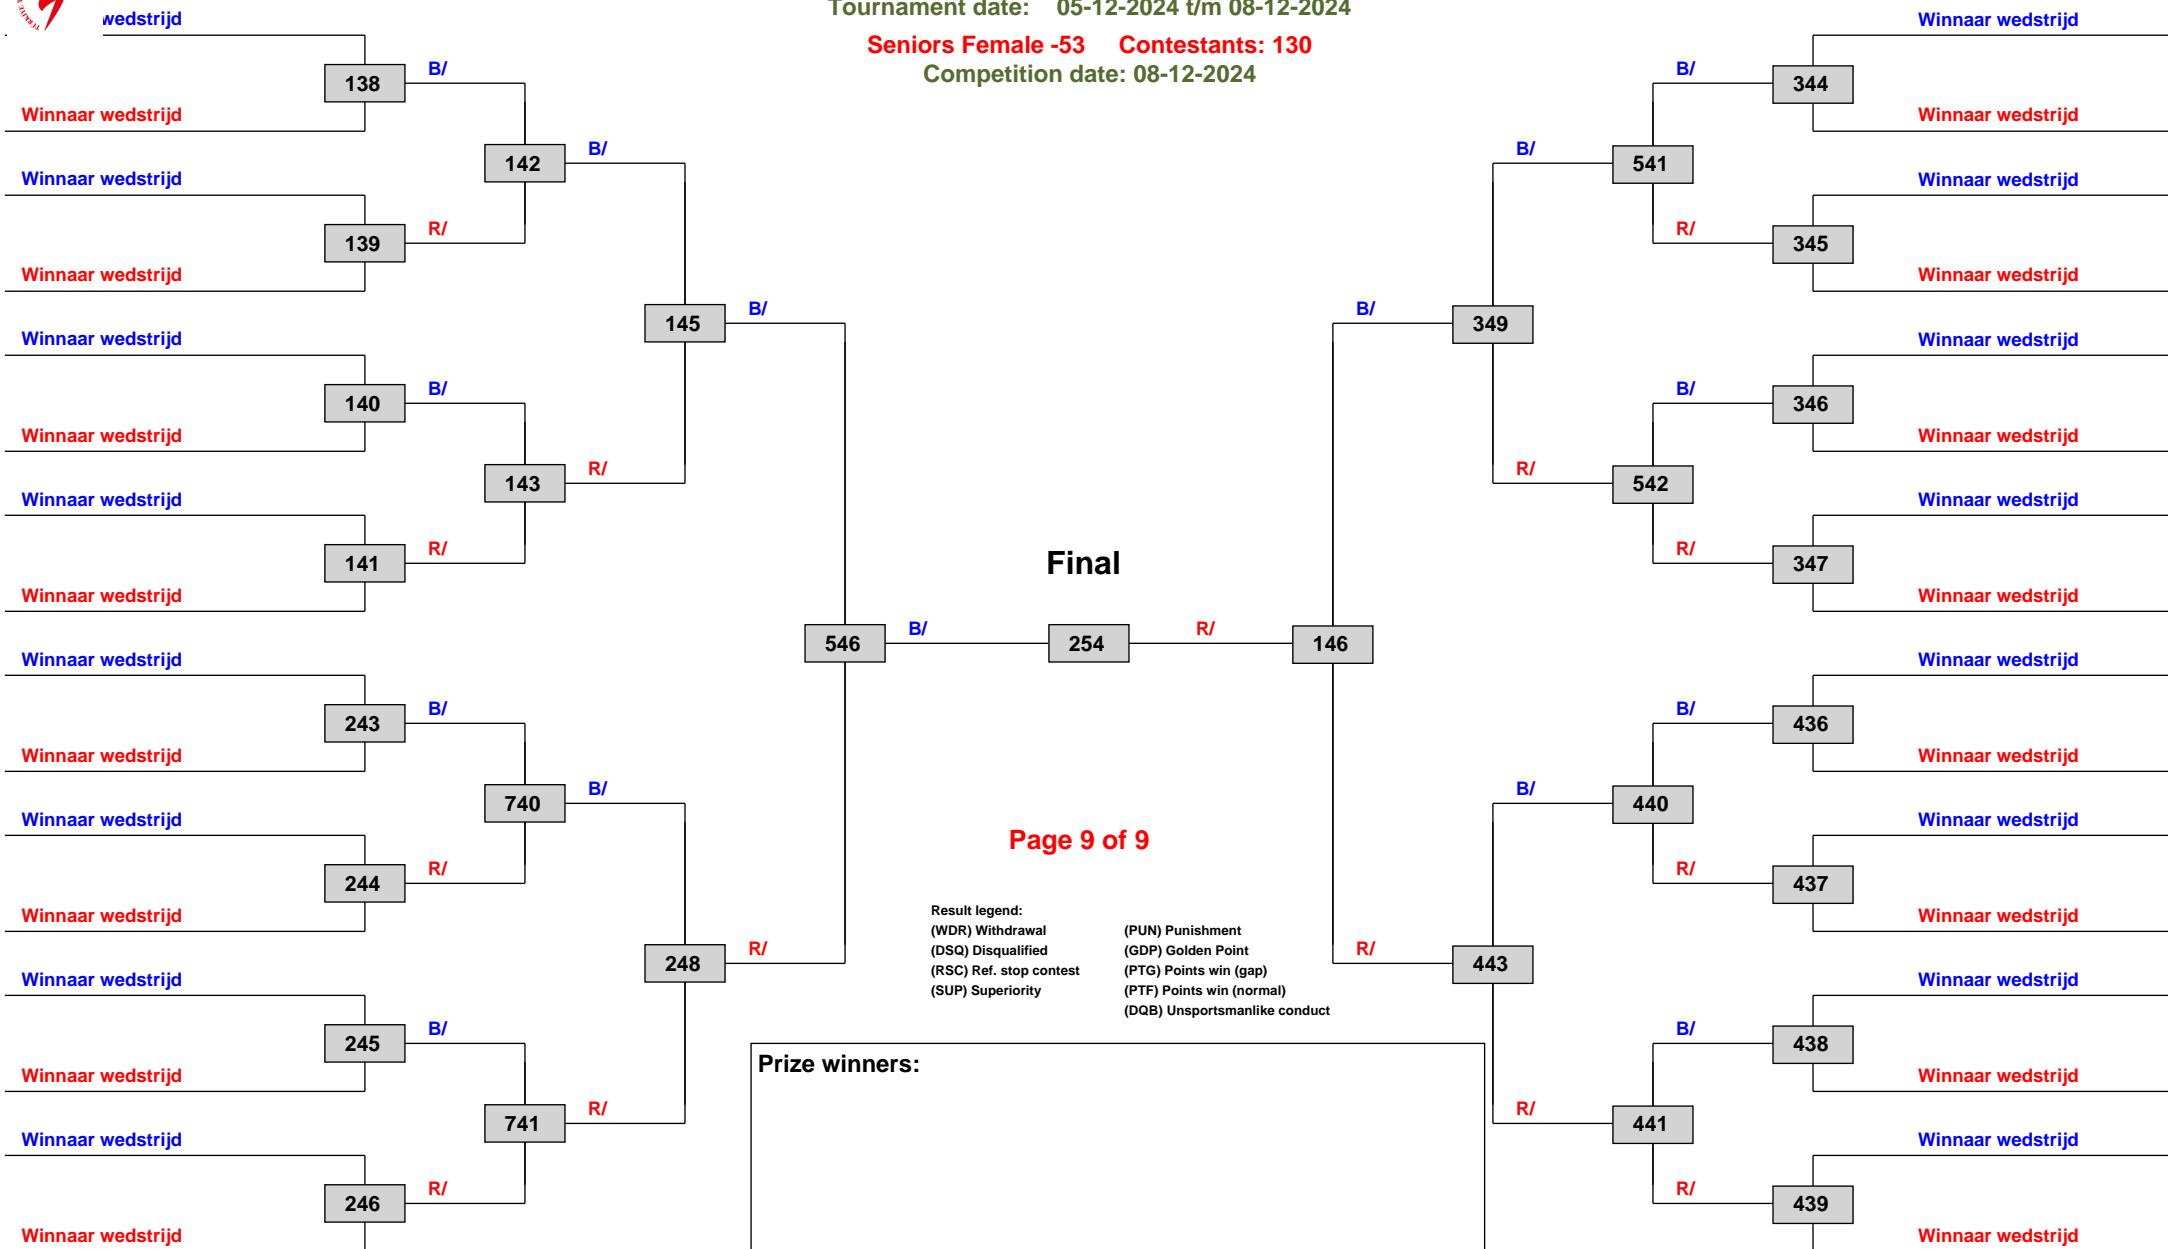 Tournament date: 05-12-2024 t/m 08-12-2024
Seniors Female -53 Contestants: 130
Competition date: 08-12-2024
wedstrijd
138
B/
Winnaar wedstrijd
142
B/
Winnaar wedstrijd
139
R/
Winnaar wedstrijd
145
B/
Winnaar wedstrijd
140
B/
Winnaar wedstrijd
143
R/
Winnaar wedstrijd
141
R/
Winnaar wedstrijd
546
B/
Winnaar wedstrijd
243
B/
Winnaar wedstrijd
740
B/
Winnaar wedstrijd
244
R/
Winnaar wedstrijd
248
R/
Winnaar wedstrijd
245
B/
Winnaar wedstrijd
741
R/
Winnaar wedstrijd
246
R/
Winnaar wedstrijd
Final
254
Page 9 of 9
Result legend:
(WDR) Withdrawal
(DSQ) Disqualified
(RSC) Ref. stop contest
(SUP) Superiority
(PUN) Punishment
(GDP) Golden Point
(PTG) Points win (gap)
(PTF) Points win (normal)
(DQB) Unsportsmanlike conduct
Prize winners:
Winnaar wedstrijd
B/
344
Winnaar wedstrijd
B/
541
Winnaar wedstrijd
R/
345
Winnaar wedstrijd
B/
349
Winnaar wedstrijd
B/
346
Winnaar wedstrijd
R/
542
Winnaar wedstrijd
R/
347
Winnaar wedstrijd
R/
146
Winnaar wedstrijd
B/
436
Winnaar wedstrijd
B/
440
Winnaar wedstrijd
R/
437
Winnaar wedstrijd
R/
443
Winnaar wedstrijd
B/
438
Winnaar wedstrijd
R/
441
Winnaar wedstrijd
R/
439
Winnaar wedstrijd